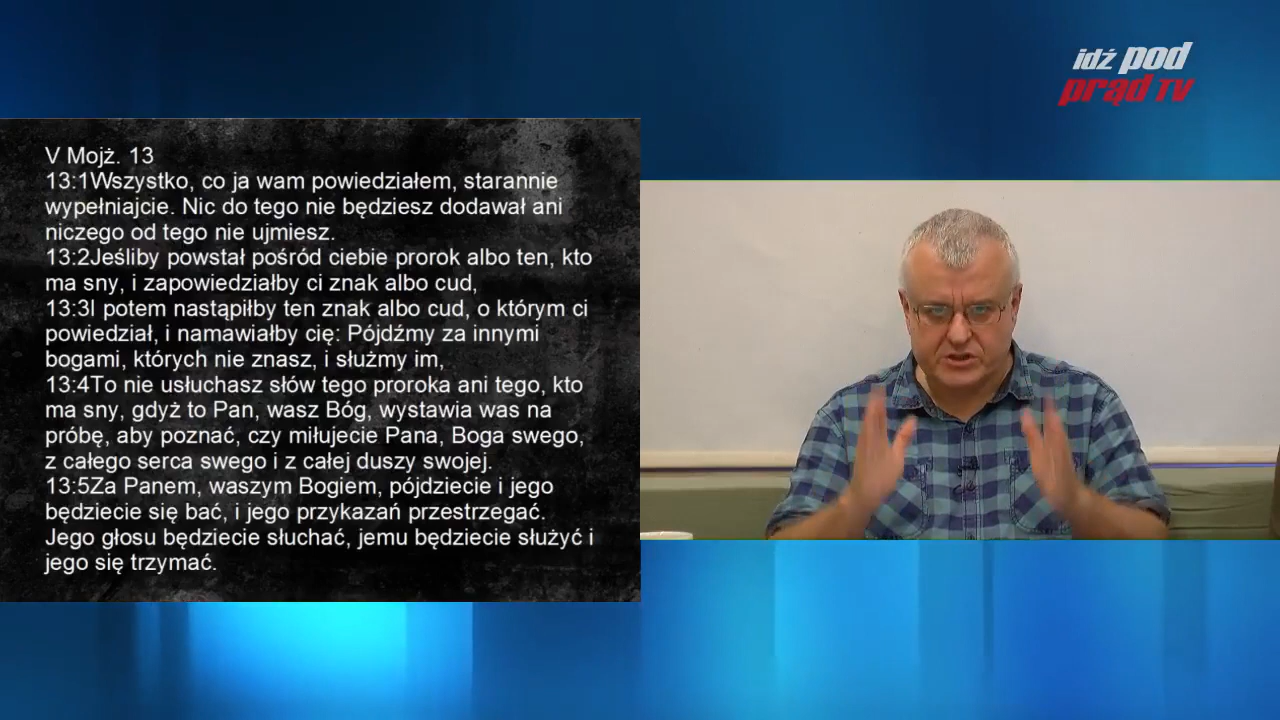 idź pod
prąd TV
V Mojż. 13
13:1Wszystko, co ja wam powiedziałem, starannie
wypełniajcie. Nic do tego nie będziesz dodawał ani
niczego od tego nie ujmiesz.
13:2Jeśliby powstał pośród ciebie prorok albo ten, kto
ma sny, i zapowiedziałby ci znak albo cud,
13:3I potem nastąpiłby ten znak albo cud, o którym ci
powiedział, i namawiałby cię: Pójdźmy za innymi
bogami, których nie znasz, i służmy im,
13:4To nie usłuchasz słów tego proroka ani tego, kto
ma sny, gdyż to Pan, wasz Bóg, wystawia was na
próbę, aby poznać, czy miłujecie Pana, Boga swego,
z całego serca swego i z całej duszy swojej.
13:5Za Panem, waszym Bogiem, pójdziecie i jego
będziecie się bać, i jego przykazań przestrzegać.
Jego głosu będziecie słuchać, jemu będziecie służyć i
jego się trzymać.